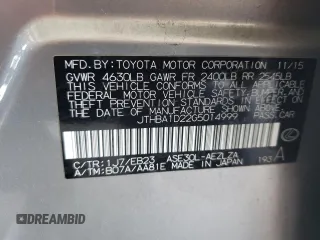 MFD. BY: TOYOTA MOTOR CORPORATION 11/15
GVWR 4630LB GAWR FR 2400LB RR 2545LB
THIS VEHICLE CONFORMS TO ALL APPLICABLE
FEDERAL MOTOR VEHICLE SAFETY, BUMPER, AND
THEFT PREVENTION STANDARDS IN EFFECT ON THE
DATE OF MANUFACTURE SHOWN ABOVE.
JTHBA1D22G5014999
PASS. CAR
C/TR: 1J7/EB23 ASE30L-AEZLZA
A/TM: B07A/AA81E MADE IN JAPAN 193 A